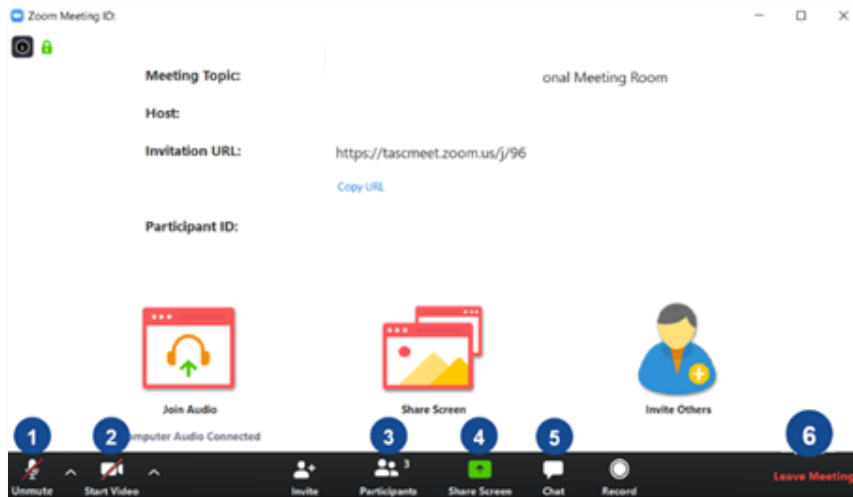 Zoom Meeting ID:
Meeting Topic: onal Meeting Room
Host:
Invitation URL: https://tascmeet.zoom.us/j/96
Copy URL
Participant ID:
Join Audio Share Screen Invite Others
omputer Audio Connected
1 2 3 4 5 6
3
Unmute Start Video Invite Participants Share Screen Chat Record Leave Meeting